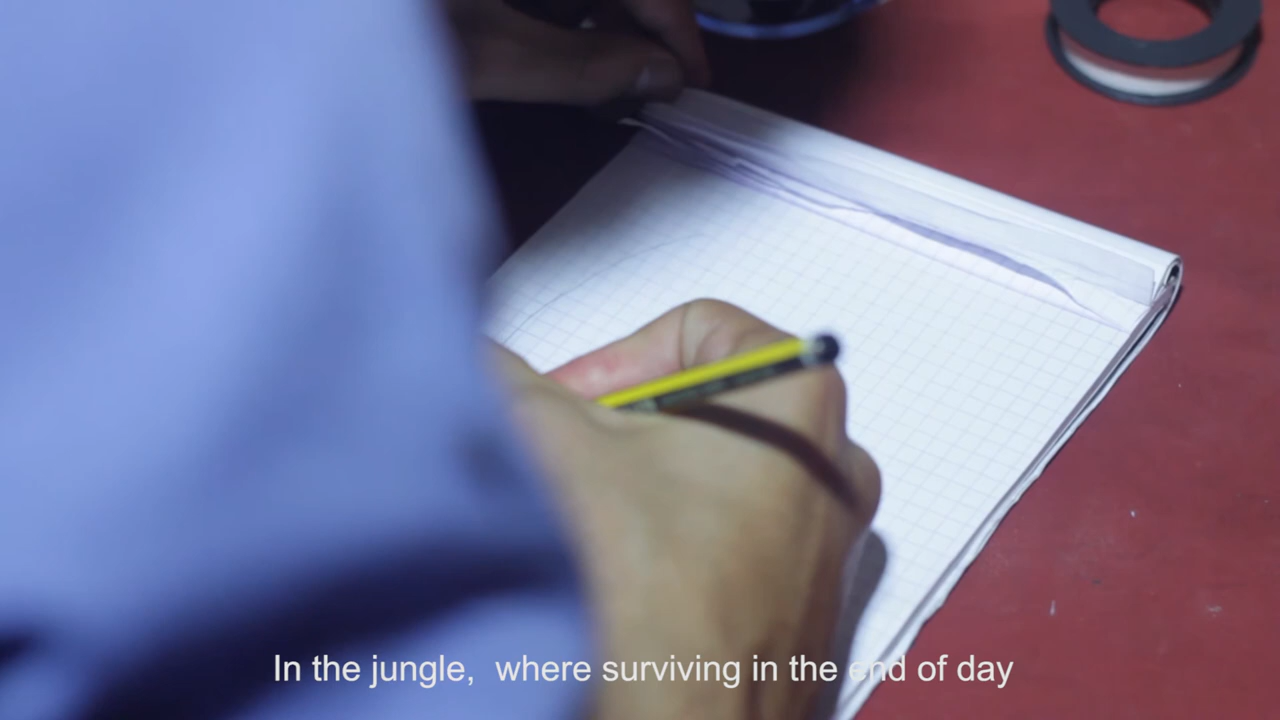 In the jungle,  where surviving in the end of day